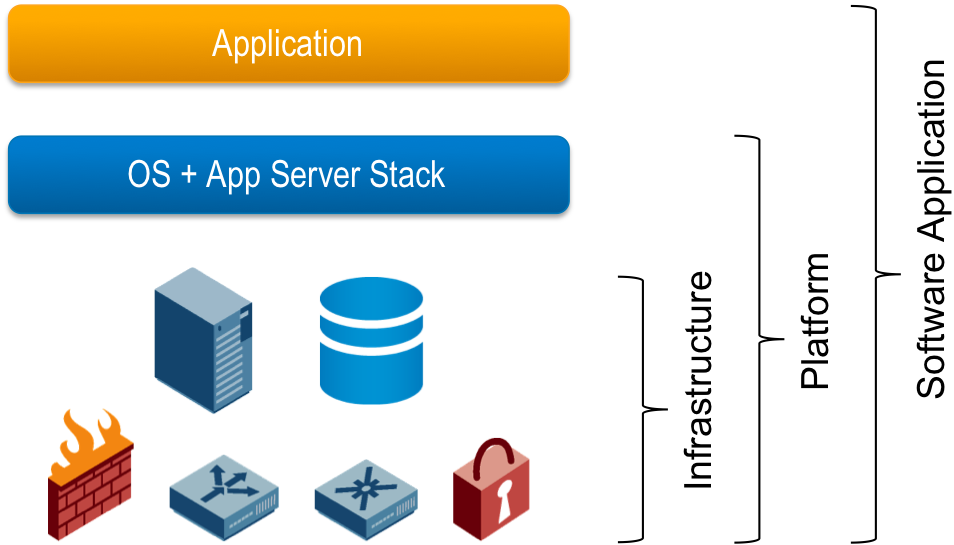 Application
OS + App Server Stack
Infrastructure
Platform
Software Application